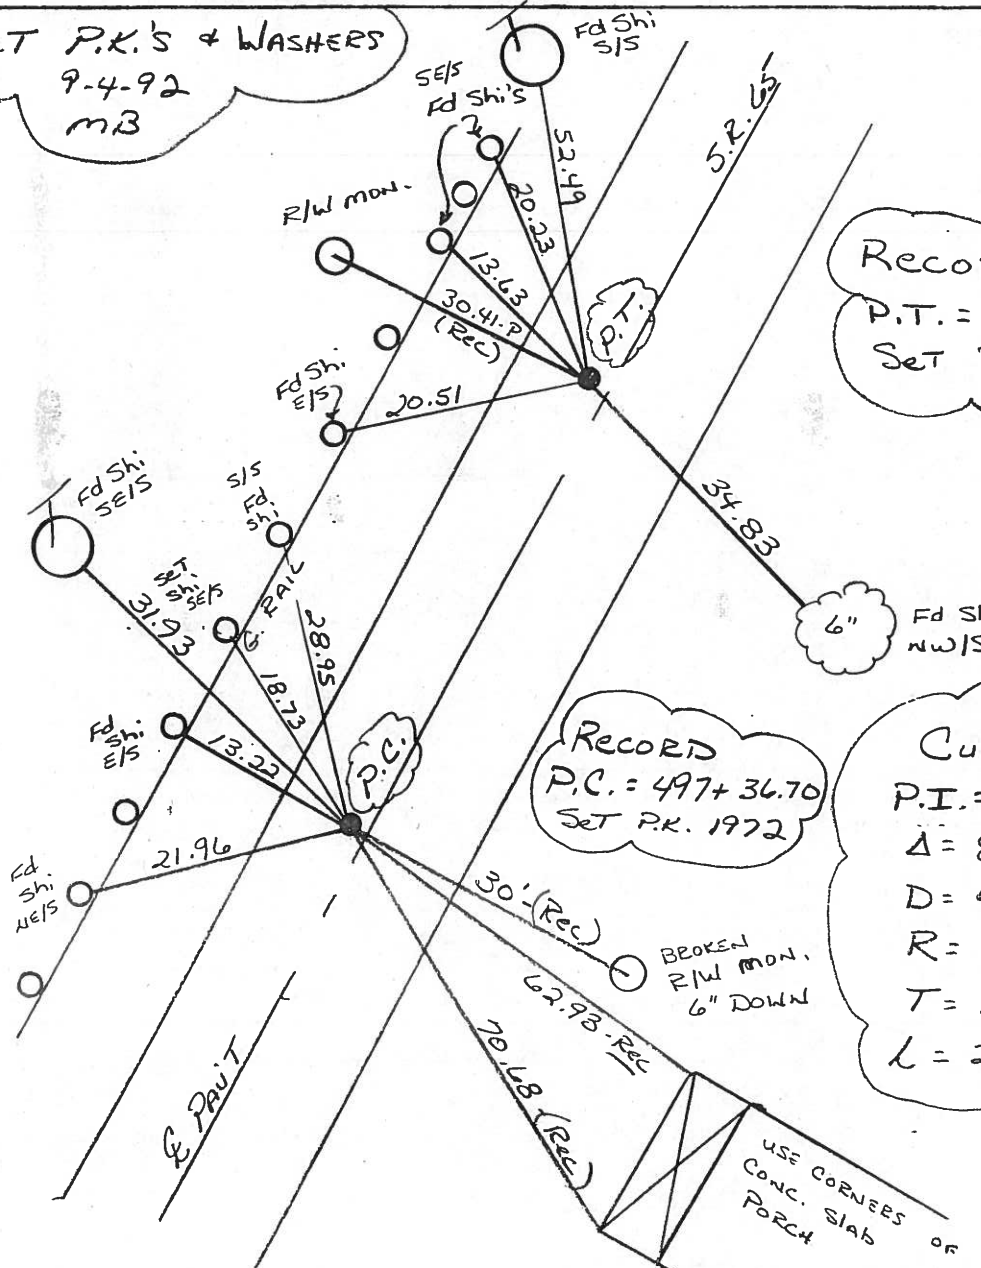 P.K.'S & WASHERS
9-4-92
MB
Fd Shi
S/S
SE/S
Fd Shi's
52.49
20.23
S.R. 65
R/W MON.
13.63
30.41-P
(Rec)
P.T.
Reco
P.T. =
SeT
Fd Shi
E/S
20.51
34.83
6"
Fd Sh
NW/S
Fd Shi
SE/S
S/S
Fd.
Shi
SeT
Shi
SE/S
G. RAIL
31.93
28.95
18.73
Fd
Shi
E/S
13.22
P.C.
RECORD
P.C. = 497+36.70
SeT P.K. 1972
Cu
P.I. =
Δ = 8
D = 4
R =
T =
L = 2
Fd
Shi
NE/S
21.96
30'-(Rec)
BROKEN
R/W MON.
6" DOWN
62.93-Rec
70.68-(Rec)
℄ PAV'T
USE CORNERS OF
CONC. SlAb
PORCH